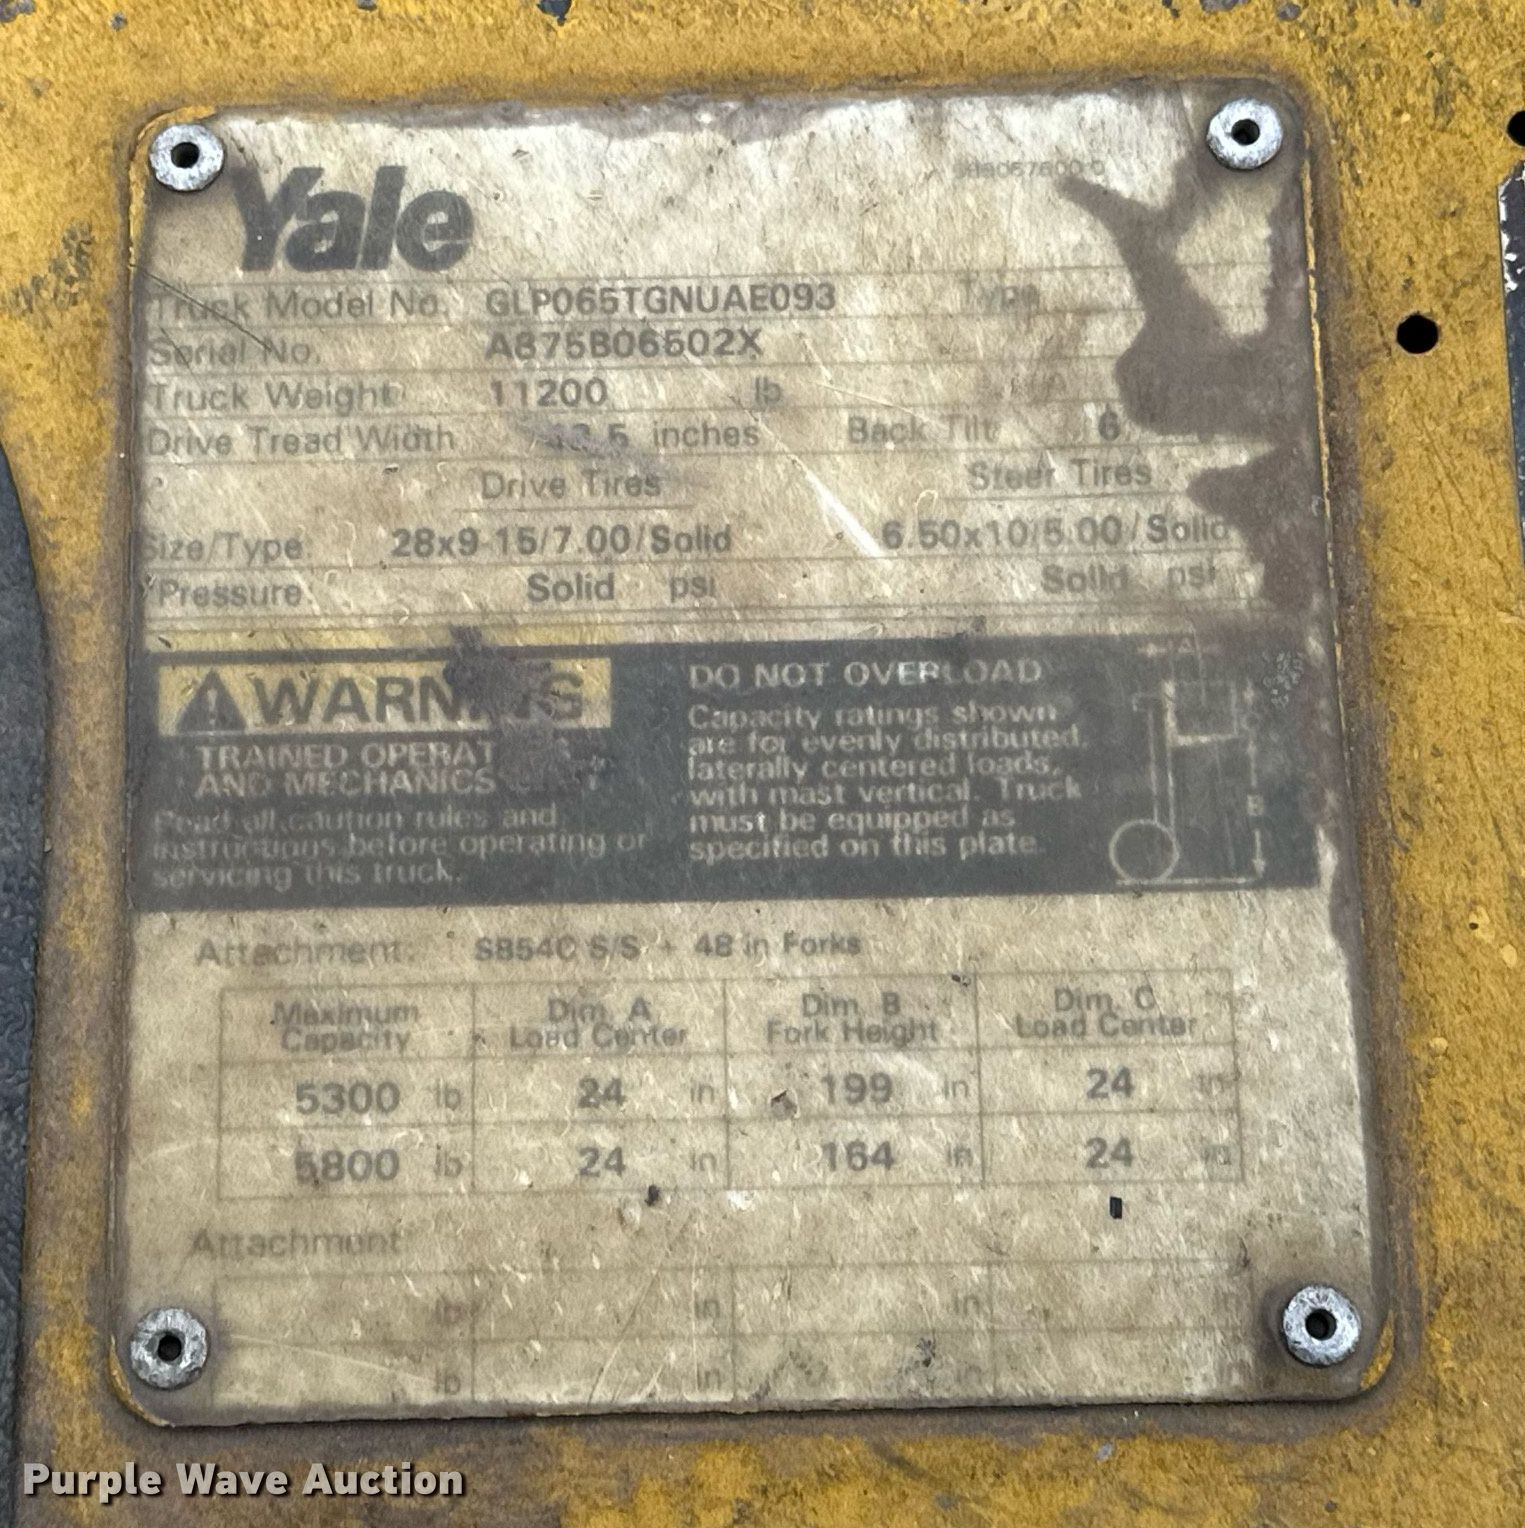 Yale
Truck Model No. GLP065TGNUAE093 Type
Serial No. A875B06502X
Truck Weight 11200 lb
Drive Tread Width inches Back Tilt 6
Drive Tires Steer Tires
Size/Type: 28x9-15/7.00/Solid 6.50x10/5.00/Solid
Pressure: Solid psi Solid psi
WARNING
TRAINED OPERAT
AND MECHANICS
Read all caution rules and
instructions before operating or
servicing this truck.
DO NOT OVERLOAD
Capacity ratings shown
are for evenly distributed,
laterally centered loads,
with mast vertical. Truck
must be equipped as
specified on this plate.
A
C
B
Attachment: SB54C S/S + 48 in Forks
Maximum Capacity Dim. A Load Center Dim. B Fork Height Dim. C Load Center
5300 lb 24 in 199 in 24 in
5800 lb 24 in 164 in 24 in
Attachment:
lb in in in
lb in in in
Purple Wave Auction